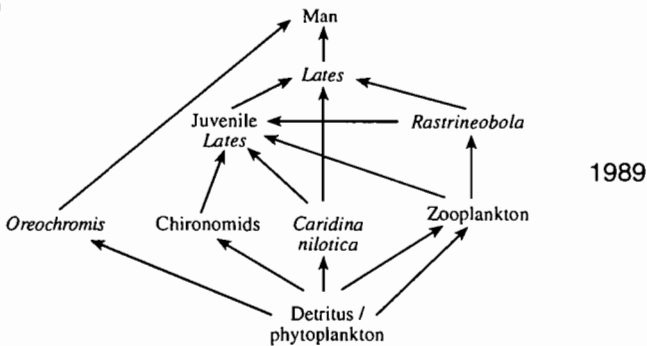 Man
Lates
Juvenile
Lates
Rastrineobola
1989
Oreochromis
Chironomids
Caridina
nilotica
Zooplankton
Detritus /
phytoplankton